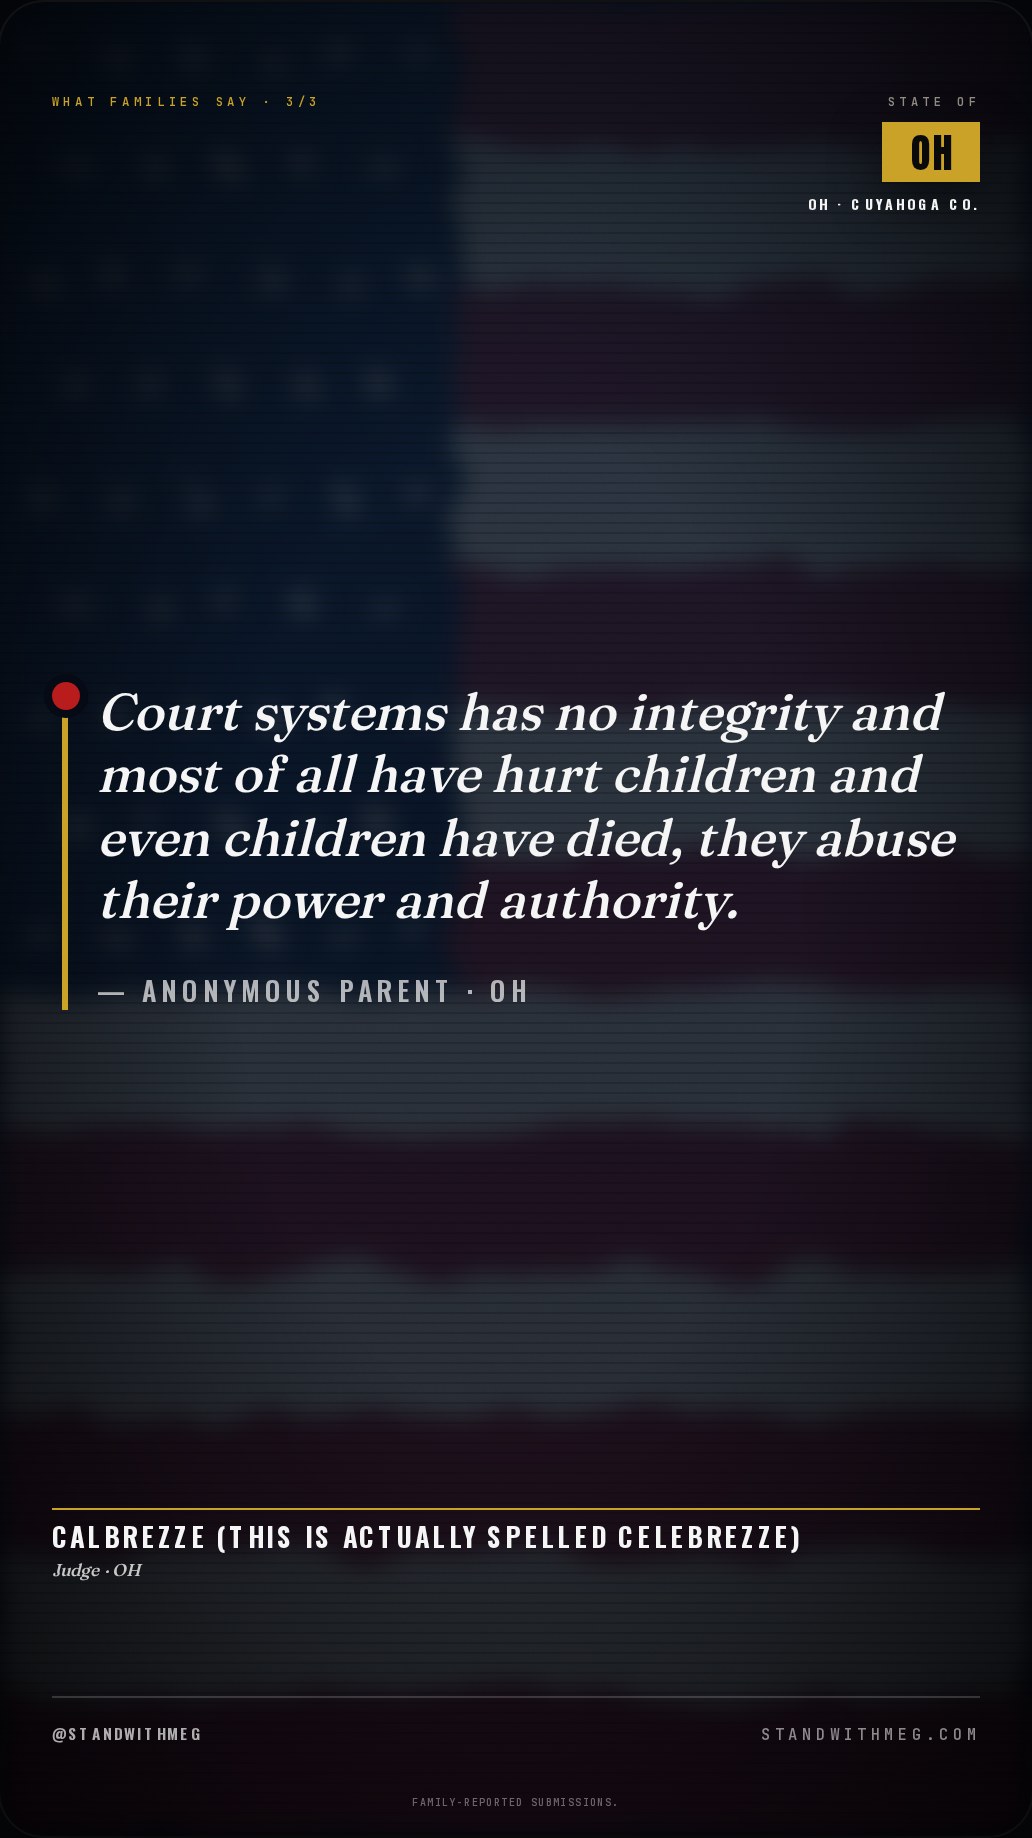 WHAT FAMILIES SAY · 3/3
STATE OF
OH
OH · CUYAHOGA CO.
Court systems has no integrity and
most of all have hurt children and
even children have died, they abuse
their power and authority.
— ANONYMOUS PARENT · OH
CALBREZZE (THIS IS ACTUALLY SPELLED CELEBREZZE)
Judge · OH
@STANDWITHMEG
STANDWITHMEG.COM
FAMILY-REPORTED SUBMISSIONS.